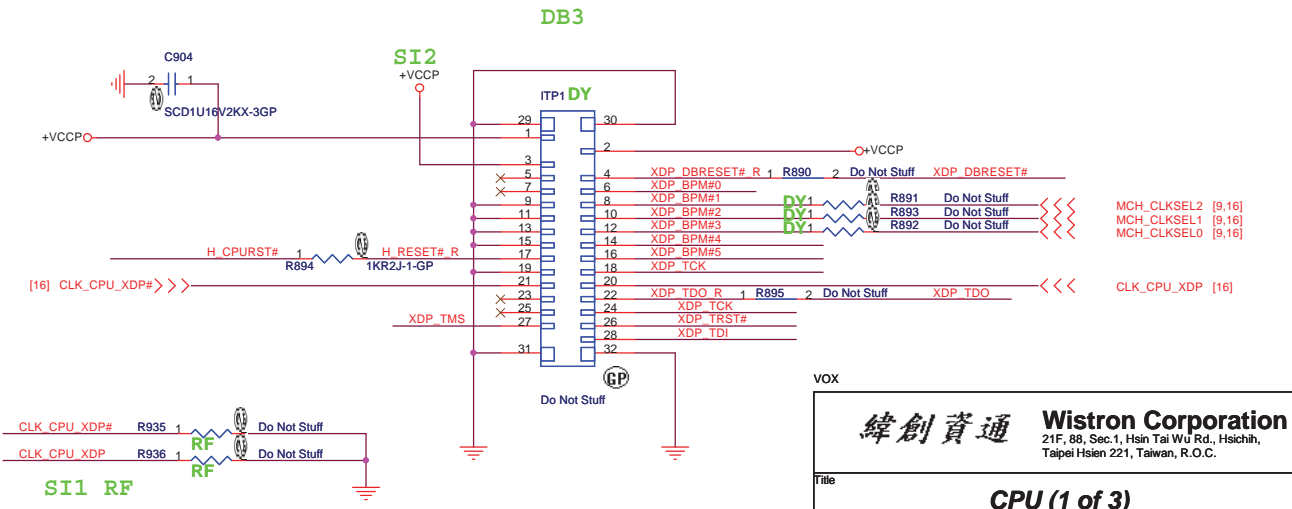 DB3
C904
SI2
+VCCP
2 1
SCD1U16V2KX-3GP
ITP1 DY
+VCCP
29 30
1
2 +VCCP
3
4 XDP_DBRESET#_R 1 R890 2 Do Not Stuff XDP_DBRESET#
5
6 XDP_BPM#0
7
8 XDP_BPM#1 DY 1 R891 Do Not Stuff MCH_CLKSEL2 [9,16]
9
10 XDP_BPM#2 DY 1 R893 Do Not Stuff MCH_CLKSEL1 [9,16]
11
12 XDP_BPM#3 DY 1 R892 Do Not Stuff MCH_CLKSEL0 [9,16]
13
14 XDP_BPM#4
15
16 XDP_BPM#5
H_CPURST# 1 R894 1KR2J-1-GP H_RESET#_R 17
18 XDP_TCK
19
20 CLK_CPU_XDP [16]
[16] CLK_CPU_XDP# 21
22 XDP_TDO_R 1 R895 2 Do Not Stuff XDP_TDO
23
24 XDP_TCK
25
26 XDP_TRST#
XDP_TMS 27
28 XDP_TDI
31 32
GP
Do Not Stuff
CLK_CPU_XDP# R935 1 RF Do Not Stuff
CLK_CPU_XDP R936 1 RF Do Not Stuff
SI1 RF
VOX
緯創資通 Wistron Corporation
21F, 88, Sec.1, Hsin Tai Wu Rd., Hsichih,
Taipei Hsien 221, Taiwan, R.O.C.
Title
CPU (1 of 3)